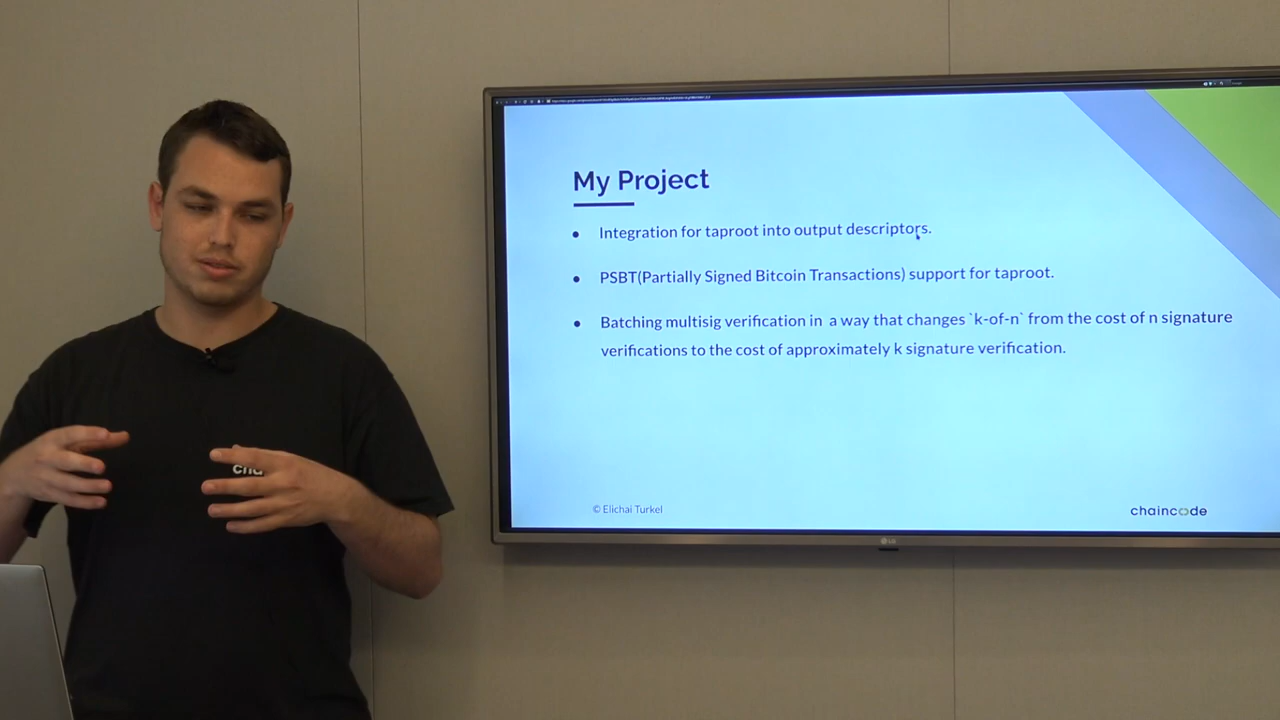 My Project
● Integration for taproot into output descriptors.
● PSBT(Partially Signed Bitcoin Transactions) support for taproot.
● Batching multisig verification in a way that changes `k-of-n` from the cost of n signature
verifications to the cost of approximately k signature verification.
© Elichai Turkel
chaincode
LG